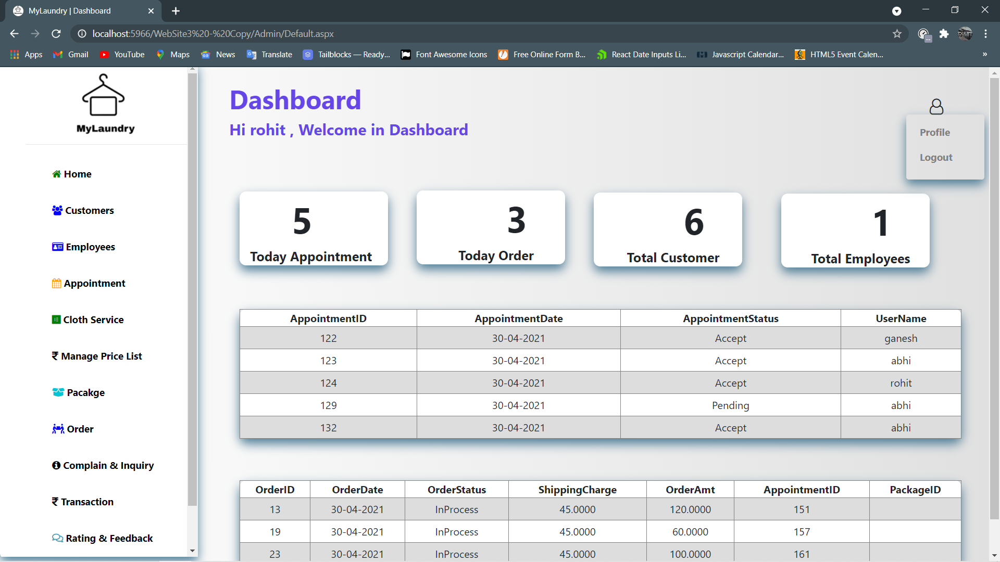 MyLaundry | Dashboard
localhost:5966/WebSite3%20-%20Copy/Admin/Default.aspx
Apps Gmail YouTube Maps News Translate Tailblocks — Ready... Font Awesome Icons Free Online Form B... React Date Inputs Li... Javascript Calendar... HTML5 Event Calen... »
MyLaundry
Home
Customers
Employees
Appointment
Cloth Service
₹ Manage Price List
Pacakge
Order
Complain & Inquiry
₹ Transaction
Rating & Feedback
Dashboard
Hi rohit , Welcome in Dashboard
Profile
Logout
5
Today Appointment
3
Today Order
6
Total Customer
1
Total Employees
AppointmentID AppointmentDate AppointmentStatus UserName
122 30-04-2021 Accept ganesh
123 30-04-2021 Accept abhi
124 30-04-2021 Accept rohit
129 30-04-2021 Pending abhi
132 30-04-2021 Accept abhi
OrderID OrderDate OrderStatus ShippingCharge OrderAmt AppointmentID PackageID
13 30-04-2021 InProcess 45.0000 120.0000 151
19 30-04-2021 InProcess 45.0000 60.0000 157
23 30-04-2021 InProcess 45.0000 100.0000 161